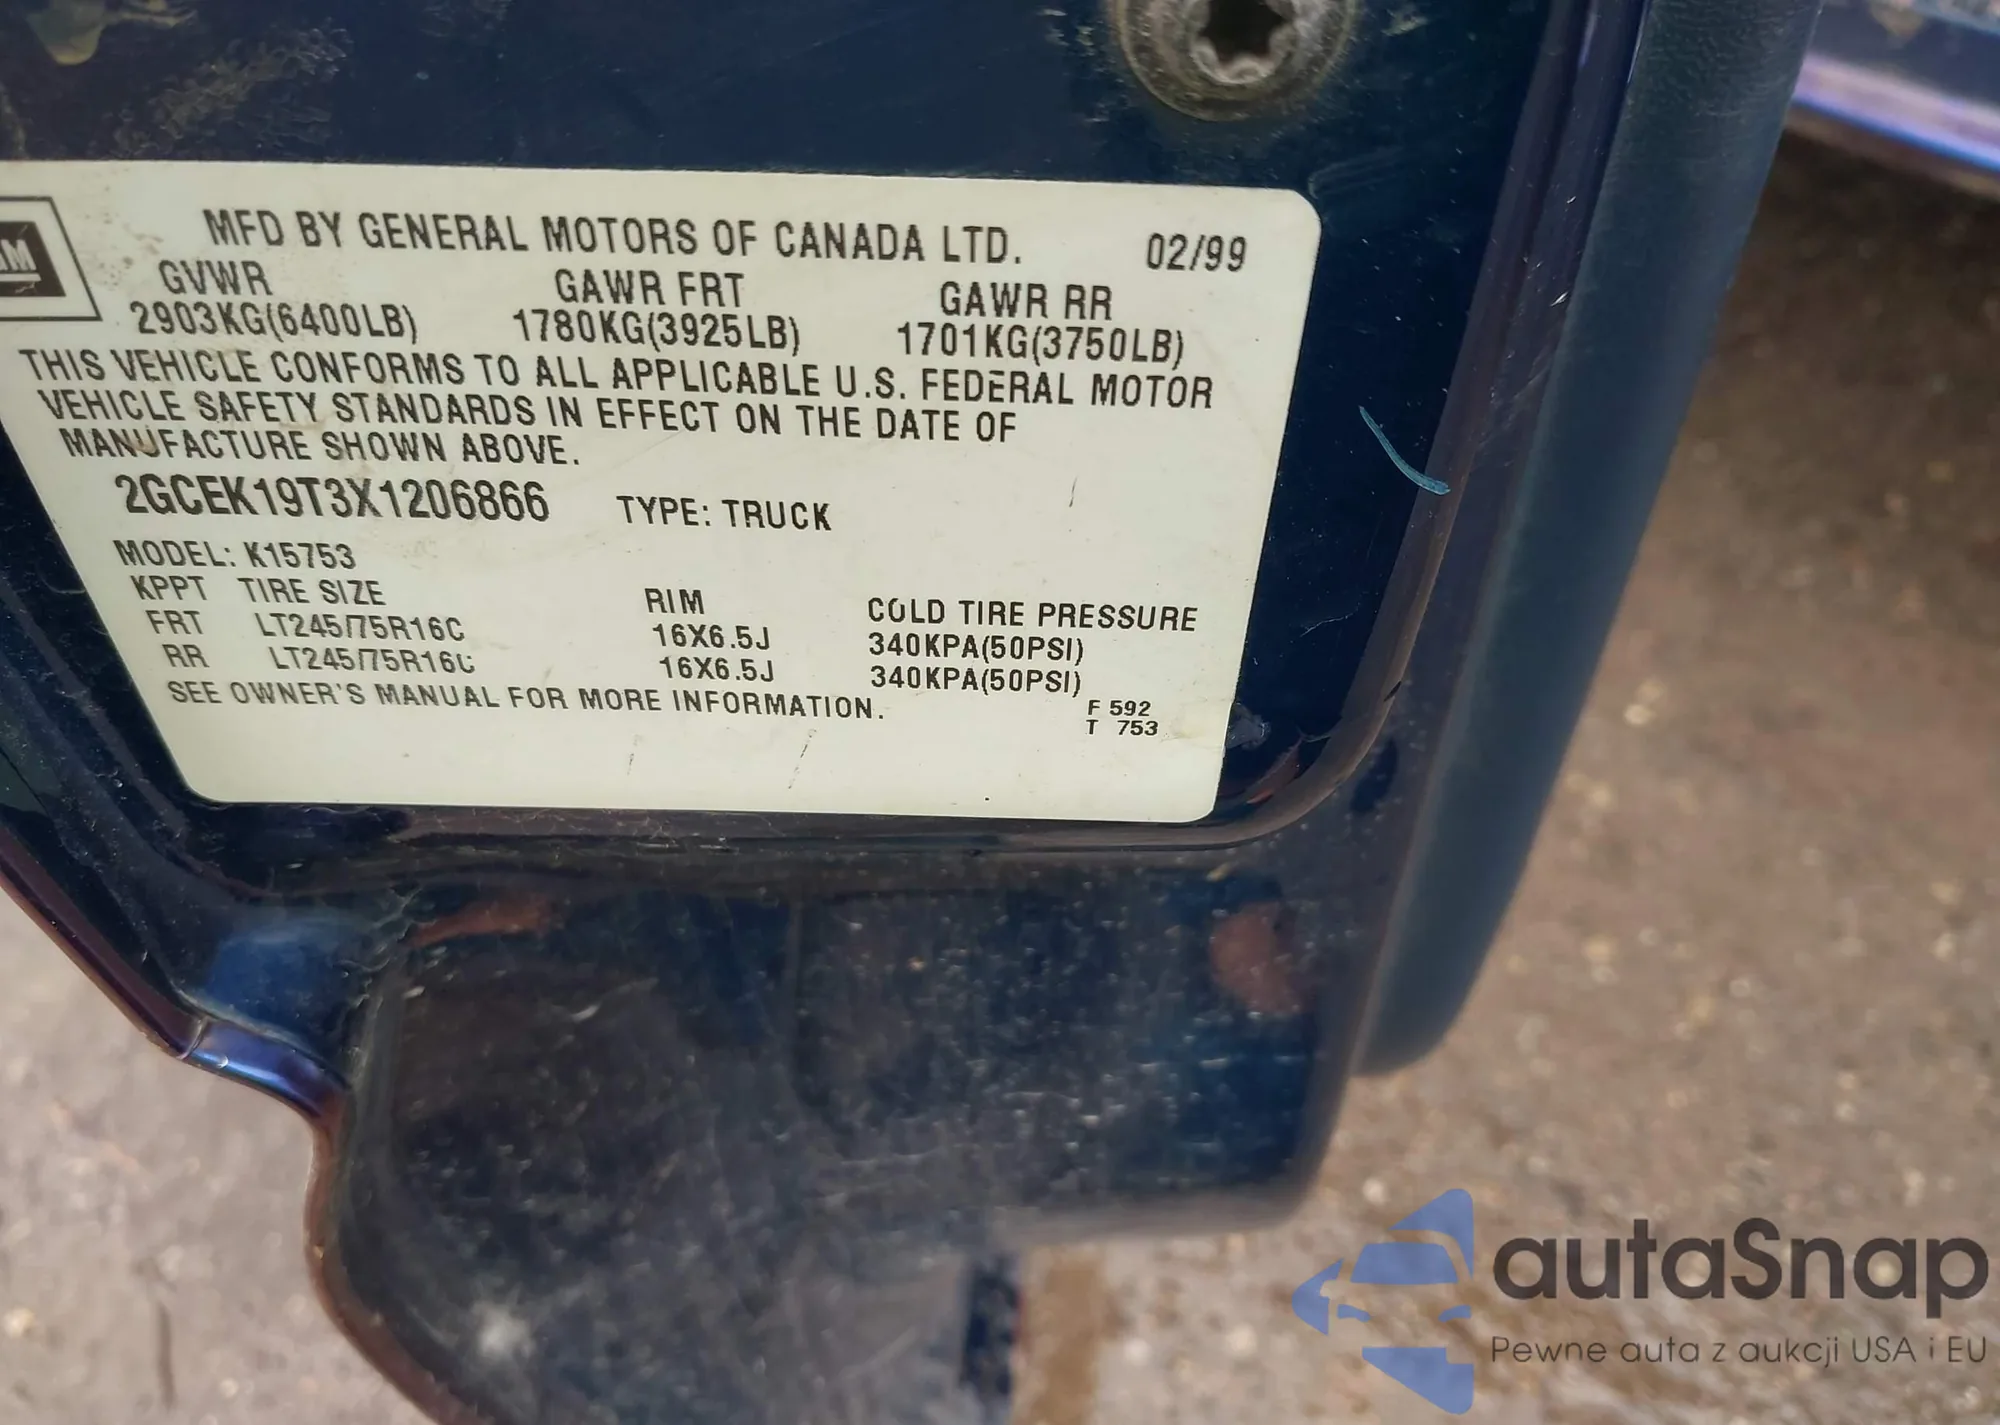 GM
MFD BY GENERAL MOTORS OF CANADA LTD. 02/99
GVWR GAWR FRT GAWR RR
2903KG(6400LB) 1780KG(3925LB) 1701KG(3750LB)
THIS VEHICLE CONFORMS TO ALL APPLICABLE U.S. FEDERAL MOTOR
VEHICLE SAFETY STANDARDS IN EFFECT ON THE DATE OF
MANUFACTURE SHOWN ABOVE.
2GCEK19T3X1206866 TYPE: TRUCK
MODEL: K15753
KPPT TIRE SIZE RIM COLD TIRE PRESSURE
FRT LT245/75R16C 16X6.5J 340KPA(50PSI)
RR LT245/75R16C 16X6.5J 340KPA(50PSI)
SEE OWNER'S MANUAL FOR MORE INFORMATION.
F 592
T 753
autaSnap
Pewne auta z aukcji USA i EU